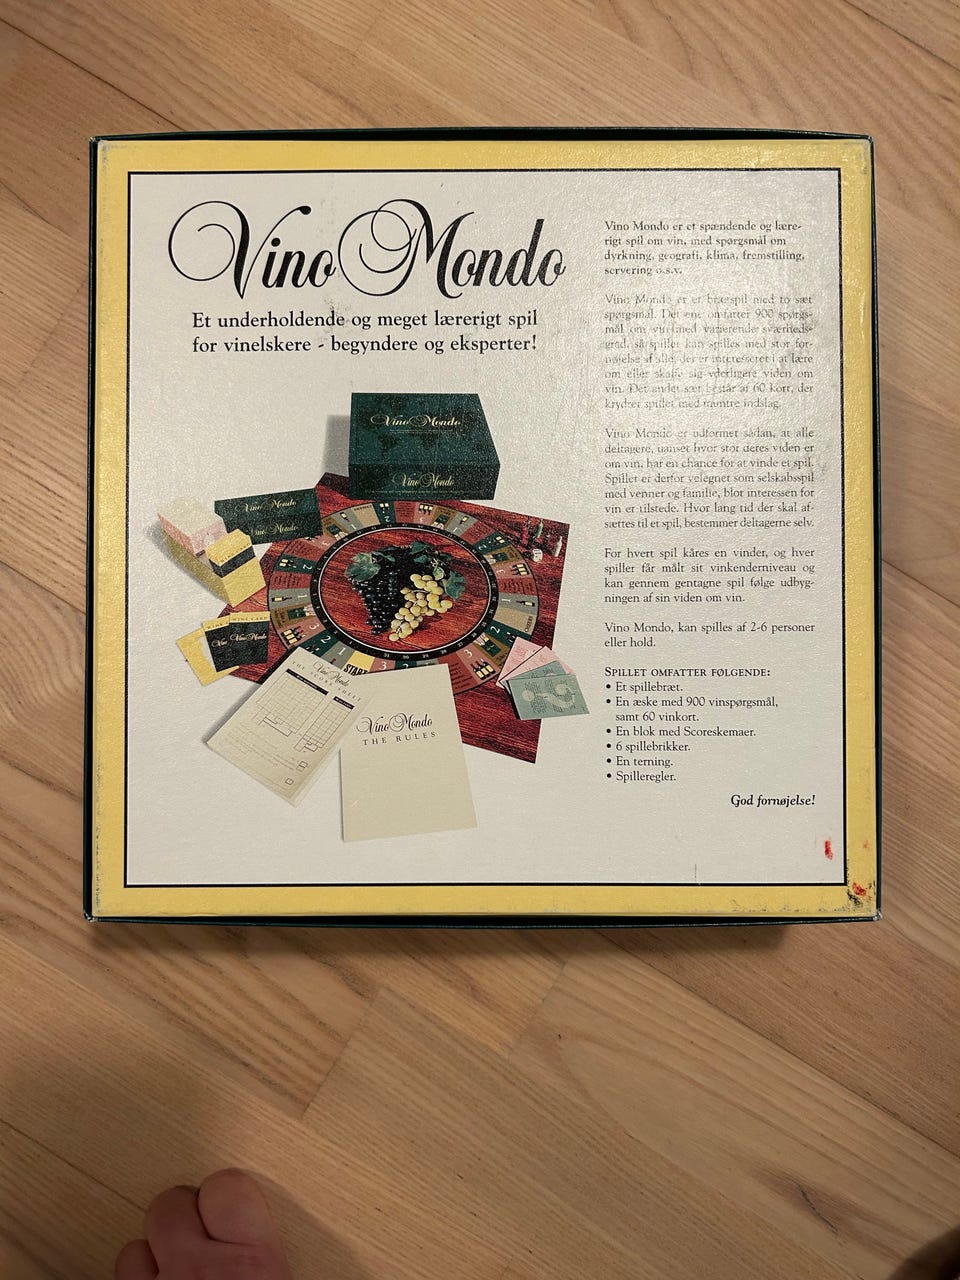 Vino Mondo
Et underholdende og meget lærerigt spil
for vinelskere - begyndere og eksperter!
Vino Mondo er et spændende og lære-
rigt spil om vin, med spørgsmål om
dyrkning, geografi, klima, fremstilling,
servering o.s.v.
Vino Mondo er et brætspil med to sæt
spørgsmål. Det ene omfatter 900 spørgs-
mål om vin med varierende sværheds-
grad, så spillet kan spilles med stor for-
nøjelse af alle, der er interesseret i at lære
om eller skaffe sig yderligere viden om
vin. Det andet sæt består af 60 kort, der
krydrer spillet med muntre indslag.
Vino Mondo er udformet sådan, at alle
deltagere, uanset hvor stor deres viden er
om vin, har en chance for at vinde et spil.
Spillet er derfor velegnet som selskabsspil
med venner og familie, blot interessen for
vin er tilstede. Hvor lang tid der skal af-
sættes til et spil, bestemmer deltagerne selv.
For hvert spil kåres en vinder, og hver
spiller får målt sit vinkenderniveau og
kan gennem gentagne spil følge udbyg-
ningen af sin viden om vin.
Vino Mondo, kan spilles af 2-6 personer
eller hold.
SPILLET OMFATTER FØLGENDE:
• Et spillebræt.
• En æske med 900 vinspørgsmål,
samt 60 vinkort.
• En blok med Scoreskemaer.
• 6 spillebrikker.
• En terning.
• Spilleregler.
God fornøjelse!
Vino Mondo
Vino Mondo
Vino Mondo
Vino Mondo
Vino Mondo
START
Vino Mondo
THE SCORE SHEET
Vino Mondo
THE RULES